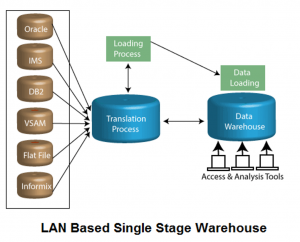 Oracle
IMS
DB2
VSAM
Flat File
Informix
Loading
Process
Translation
Process
Data
Loading
Data
Warehouse
Access & Analysis Tools
LAN Based Single Stage Warehouse